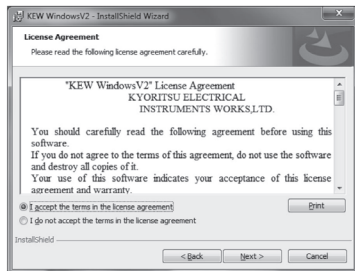 KEW WindowsV2 - InstallShield Wizard
License Agreement
Please read the following license agreement carefully.
"KEW WindowsV2" License Agreement
KYORITSU ELECTRICAL
INSTRUMENTS WORKS,LTD.
You should carefully read the following agreement before using this
software.
If you do not agree to the terms of this agreement, do not use the software
and destroy all copies of it.
Your use of this software indicates your acceptance of this license
agreement and warranty.
I accept the terms in the license agreement
Print
I do not accept the terms in the license agreement
InstallShield
< Back
Next >
Cancel